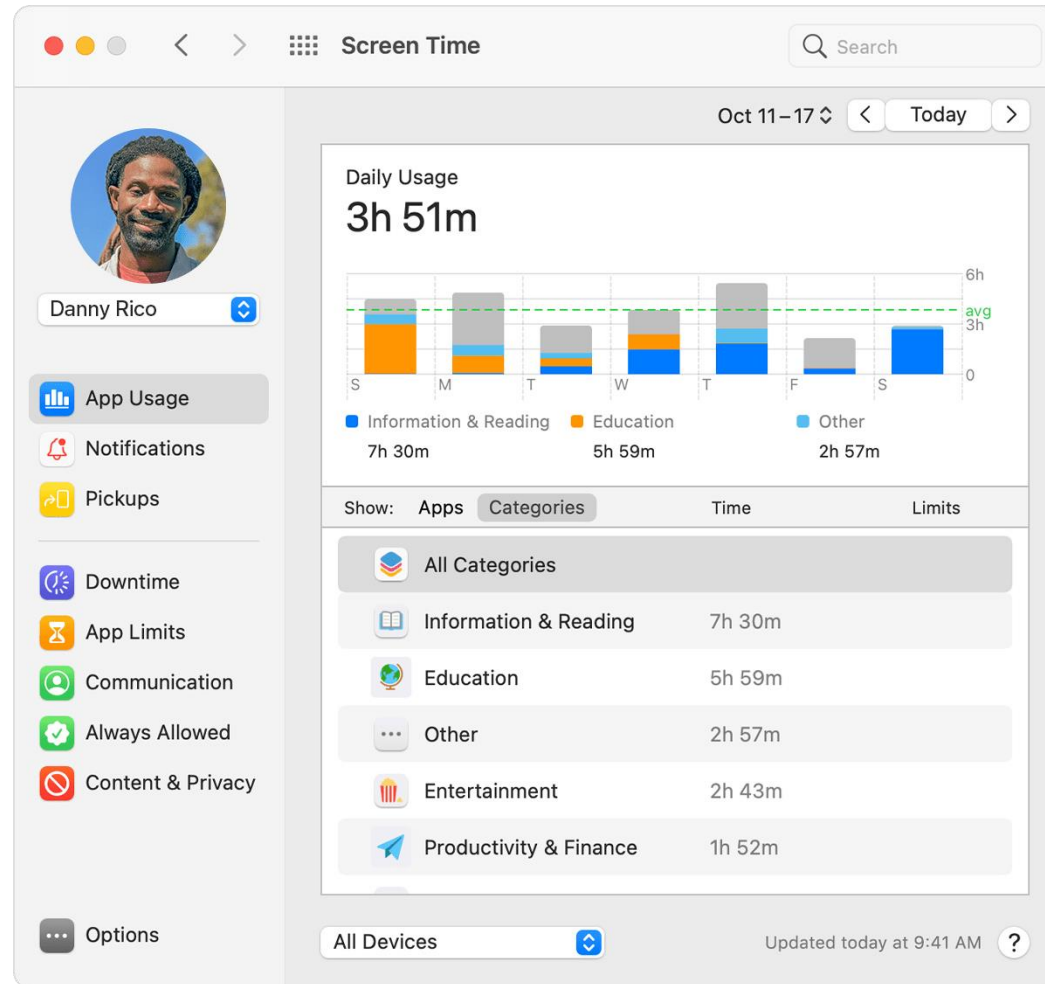 Screen Time
Search
Oct 11–17
Today
Danny Rico
App Usage
Notifications
Pickups
Downtime
App Limits
Communication
Always Allowed
Content & Privacy
Options
Daily Usage
3h 51m
6h
avg
3h
0
S M T W T F S
Information & Reading Education Other
7h 30m 5h 59m 2h 57m
Show: Apps Categories Time Limits
All Categories
Information & Reading 7h 30m
Education 5h 59m
Other 2h 57m
Entertainment 2h 43m
Productivity & Finance 1h 52m
All Devices
Updated today at 9:41 AM ?